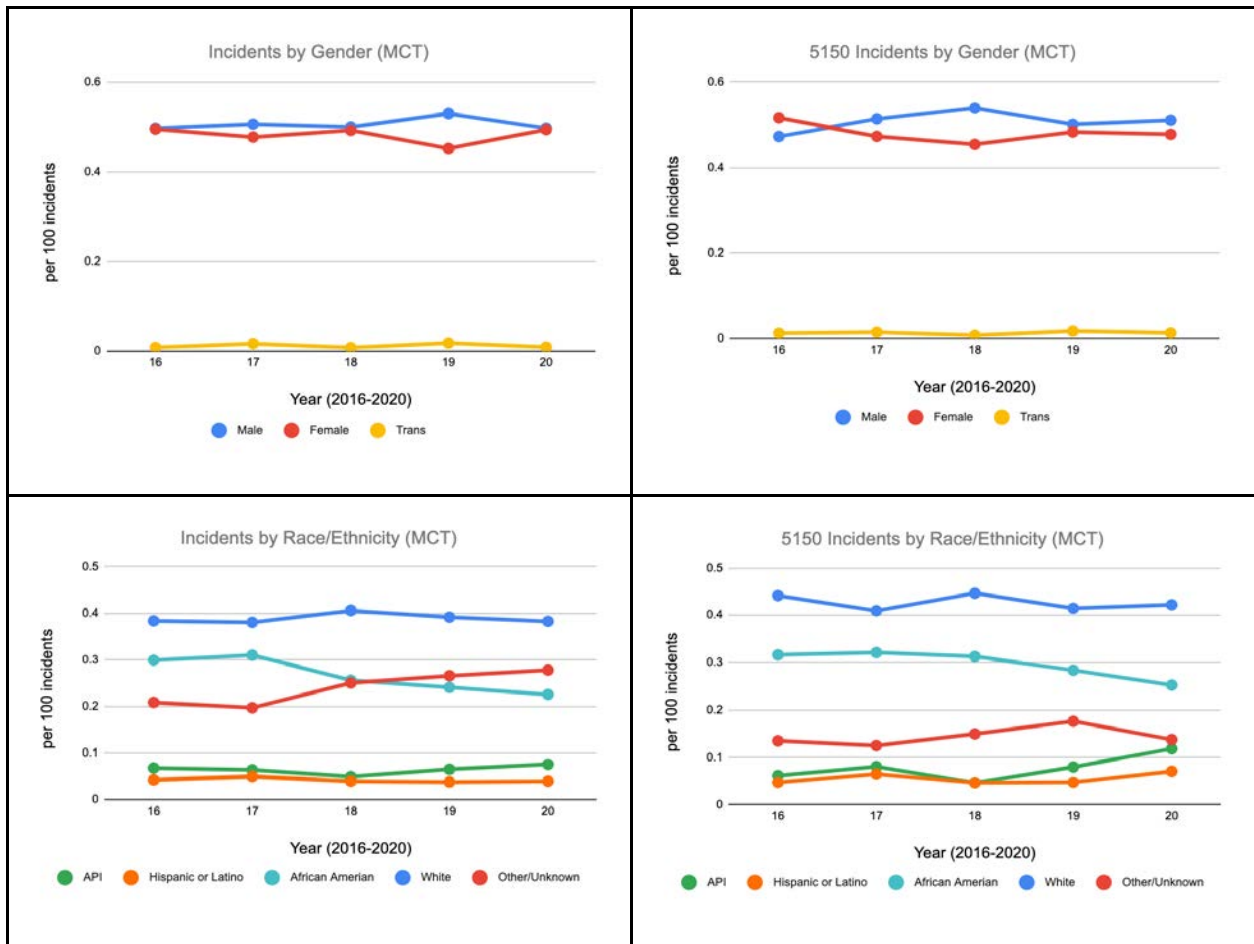 Incidents by Gender (MCT)
per 100 incidents
0.6
0.4
0.2
0
16 17 18 19 20
Year (2016-2020)
Male Female Trans
5150 Incidents by Gender (MCT)
per 100 incidents
0.6
0.4
0.2
0
16 17 18 19 20
Year (2016-2020)
Male Female Trans
Incidents by Race/Ethnicity (MCT)
per 100 incidents
0.5
0.4
0.3
0.2
0.1
0
16 17 18 19 20
Year (2016-2020)
API Hispanic or Latino African Amerian White Other/Unknown
5150 Incidents by Race/Ethnicity (MCT)
per 100 incidents
0.5
0.4
0.3
0.2
0.1
0
16 17 18 19 20
Year (2016-2020)
API Hispanic or Latino African Amerian White Other/Unknown